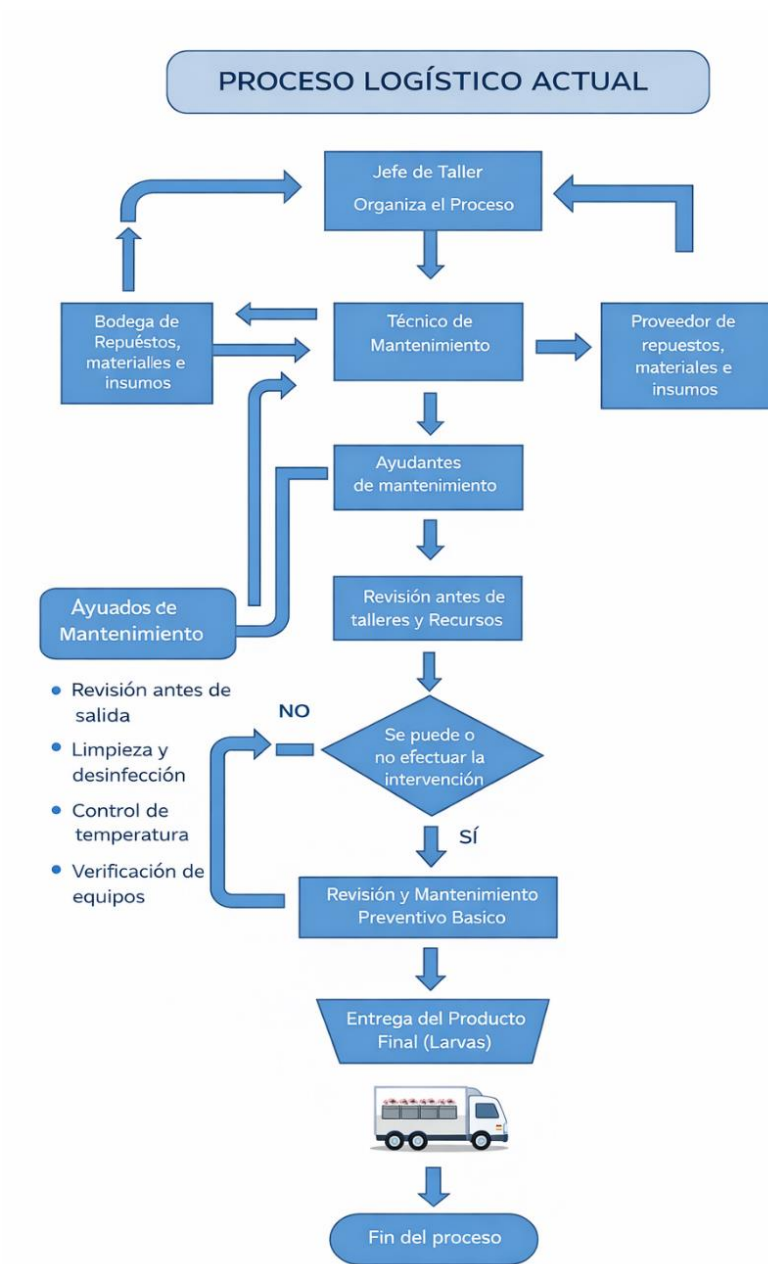 PROCESO LOGÍSTICO ACTUAL
Jefe de Taller
Organiza el Proceso
Bodega de
Repuéstos,
materialles e
insumos
Técnico de
Mantenimiento
Proveedor de
repuestos,
materiales e
insumos
Ayudantes
de mantenimiento
Revisión antes de
talleres y Recursos
Áyuados de
Mantenimiento
Revisión antes de
salida
Limpieza y
desinfección
Control de
temperatura
Verificación de
equipos
NO
Se puede o
no efectuar la
intervención
SÍ
Revisión y Mantenimiento
Preventivo Basico
Entrega del Producto
Final (Larvas)
Fin del proceso